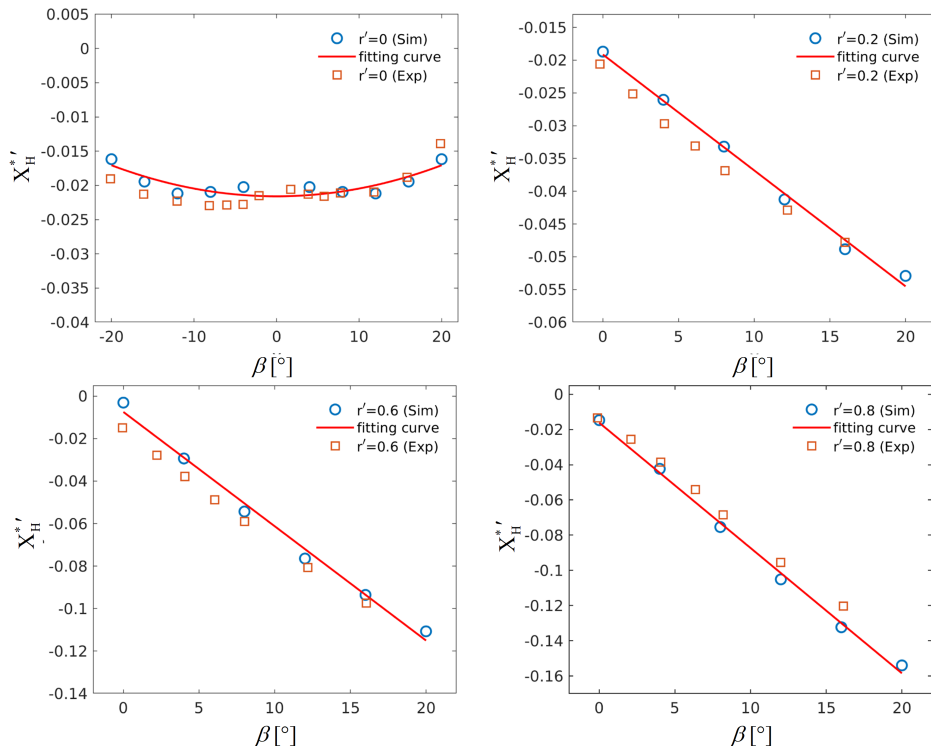 0.005
0
0.005
-0.01
-0.015
-0.02
-0.025
-0.03
-0.035
-0.04
-20
-10
0
10
20
β [°]
X*′H
r′=0 (Sim)
fitting curve
r′=0 (Exp)
-0.015
-0.02
-0.025
-0.03
-0.035
-0.04
-0.045
-0.05
-0.055
-0.06
0
5
10
15
20
β [°]
X*′H
r′=0.2 (Sim)
fitting curve
r′=0.2 (Exp)
0
-0.02
-0.04
-0.06
-0.08
-0.1
-0.12
-0.14
0
5
10
15
20
β [°]
X*′H
r′=0.6 (Sim)
fitting curve
r′=0.6 (Exp)
0
-0.02
-0.04
-0.06
-0.08
-0.1
-0.12
-0.14
-0.16
0
5
10
15
20
β [°]
X*′H
r′=0.8 (Sim)
fitting curve
r′=0.8 (Exp)